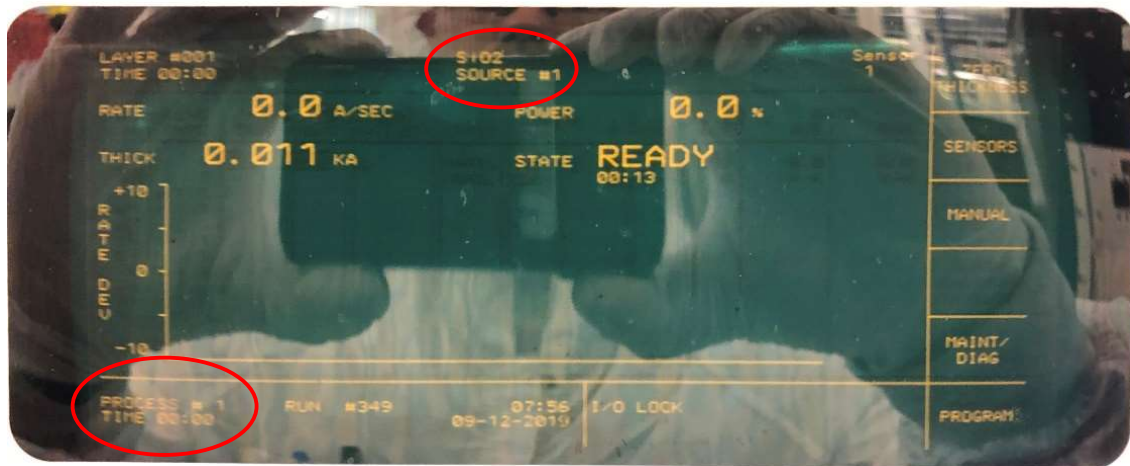 LAYER #001
TIME 00:00
SiO2
SOURCE #1
Sensor
1
ZERO
THICKNESS
RATE 0.0 A/SEC
POWER 0.0 %
THICK 0.011 KA
STATE READY
00:13
SENSORS
+10
RATE DEV
0
-10
MANUAL
MAINT/
DIAG
PROCESS # 1
TIME 00:00
RUN #349
07:56
09-12-2019
I/O LOCK
PROGRAM